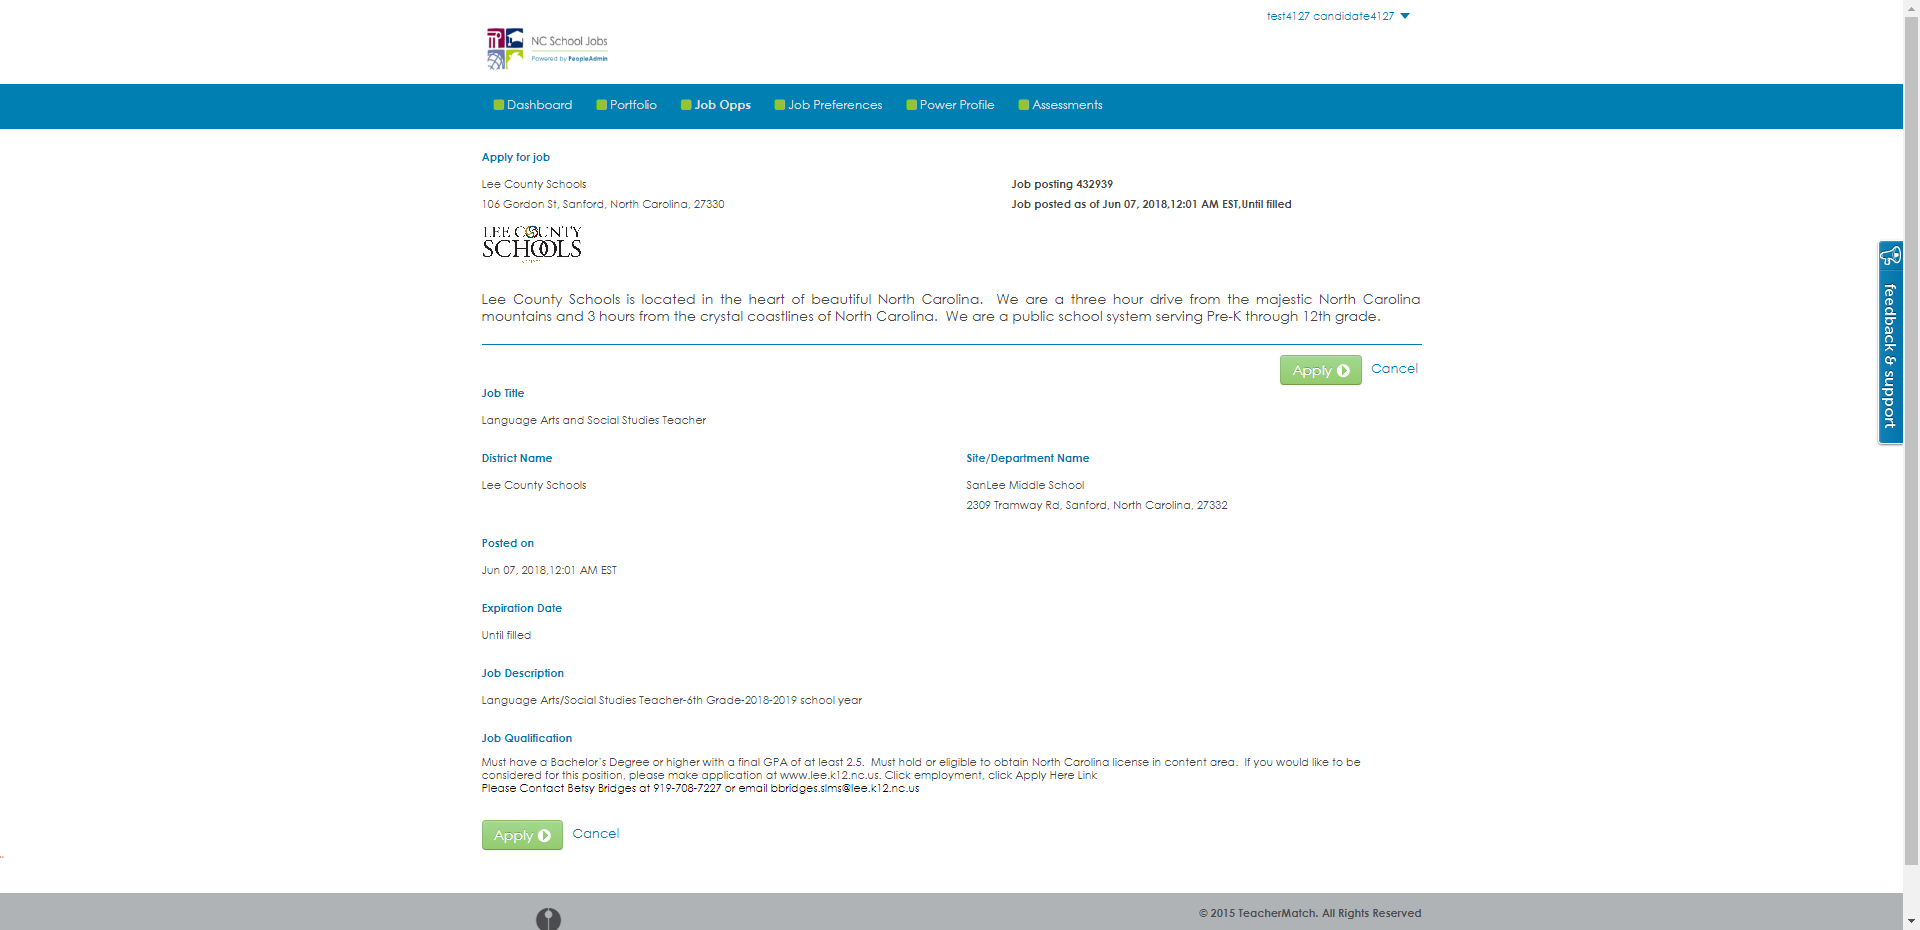 test4127 candidate4127
NC School Jobs
Powered by PeopleAdmin
Dashboard
Portfolio
Job Opps
Job Preferences
Power Profile
Assessments
Apply for job
Lee County Schools
Job posting 432939
106 Gordon St, Sanford, North Carolina, 27330
Job posted as of Jun 07, 2018,12:01 AM EST,Until filled
LEE COUNTY
SCHOOLS
Lee County Schools is located in the heart of beautiful North Carolina.  We are a three hour drive from the majestic North Carolina
mountains and 3 hours from the crystal coastlines of North Carolina.  We are a public school system serving Pre-K through 12th grade.
feedback & support
Apply
Cancel
Job Title
Language Arts and Social Studies Teacher
District Name
Site/Department Name
Lee County Schools
SanLee Middle School
2309 Tramway Rd, Sanford, North Carolina, 27332
Posted on
Jun 07, 2018,12:01 AM EST
Expiration Date
Until filled
Job Description
Language Arts/Social Studies Teacher-6th Grade-2018-2019 school year
Job Qualification
Must have a Bachelor`s Degree or higher with a final GPA of at least 2.5.  Must hold or eligible to obtain North Carolina license in content area.  If you would like to be
considered for this position, please make application at www.lee.k12.nc.us. Click employment, click Apply Here Link
Please Contact Betsy Bridges at 919-708-7227 or email bbridges.slms@lee.k12.nc.us
Apply
Cancel
© 2015 TeacherMatch. All Rights Reserved